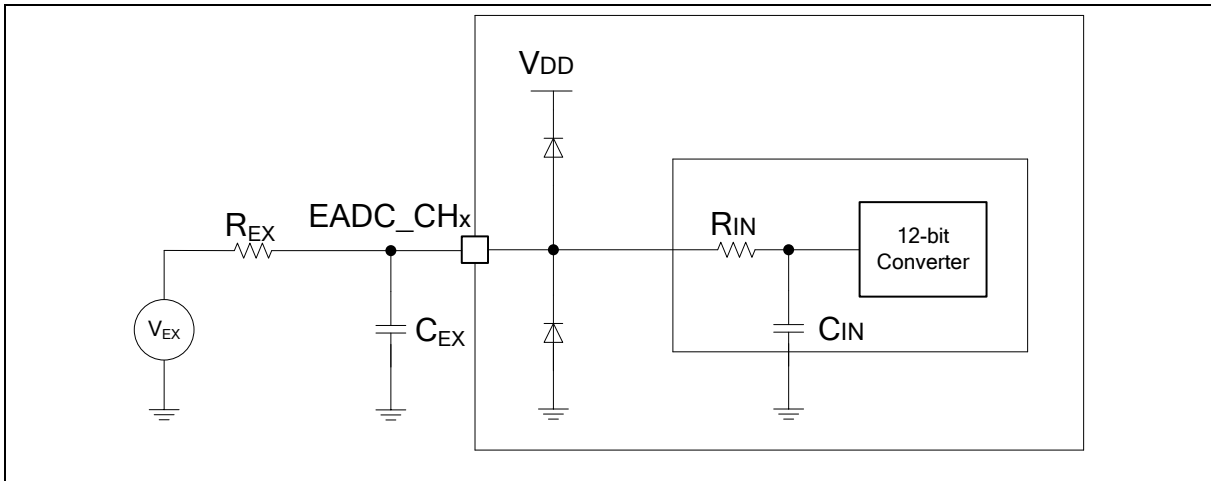 VDD
EADC_CHx
REX
RIN
12-bit
Converter
VEX
CEX
CIN